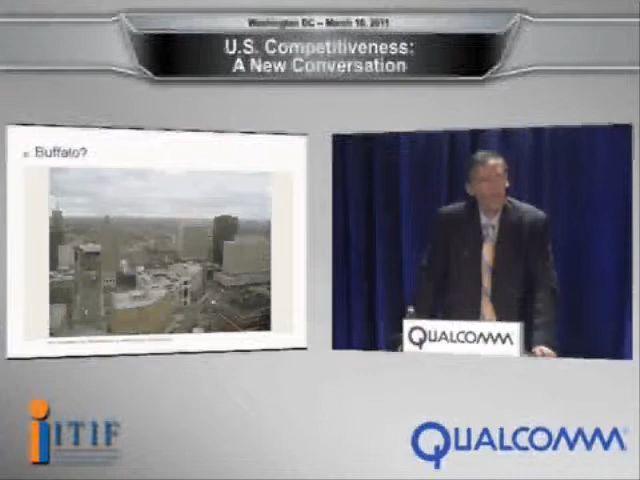 Washington DC – March 10, 2011
U.S. Competitiveness:
A New Conversation
Buffalo?
QUALCOMM
ITIF
QUALCOMM®